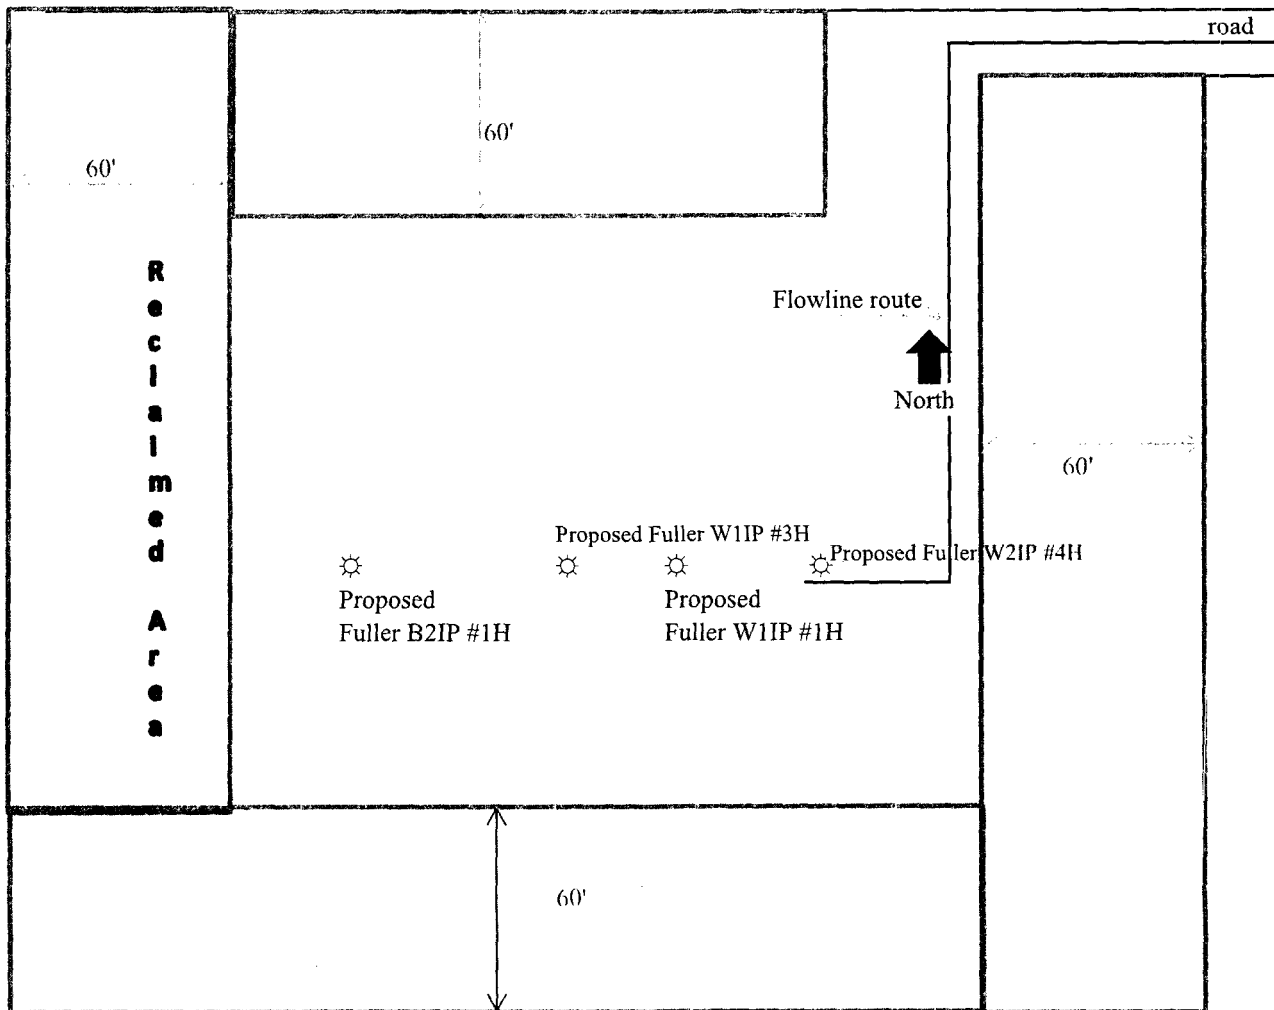 road
60'
60'
Reclaimed Area
Flowline route
North
60'
Proposed Fuller W1IP #3H
Proposed Fuller W2IP #4H
Proposed
Fuller B2IP #1H
Proposed
Fuller W1IP #1H
60'